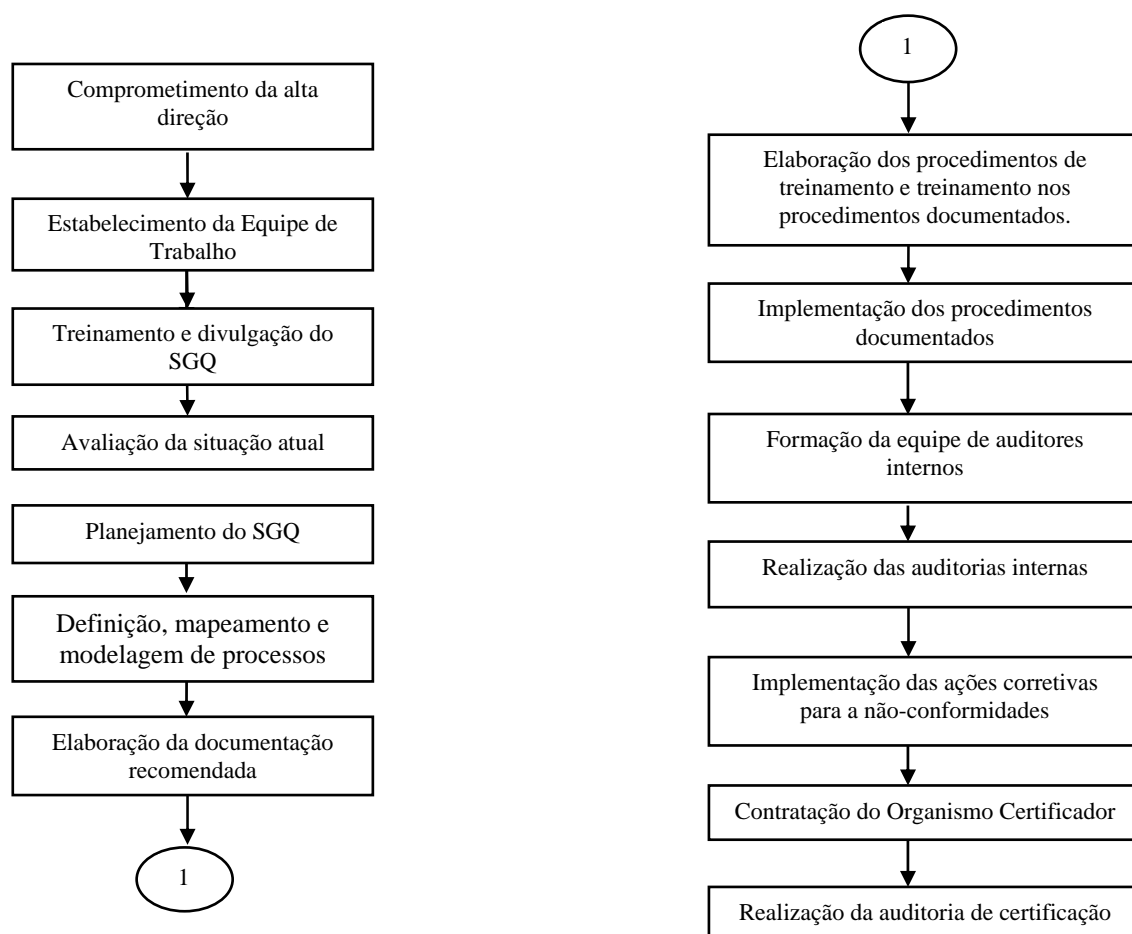 Comprometimento da alta
direção
Estabelecimento da Equipe de
Trabalho
Treinamento e divulgação do
SGQ
Avaliação da situação atual
Planejamento do SGQ
Definição, mapeamento e
modelagem de processos
Elaboração da documentação
recomendada
1
1
Elaboração dos procedimentos de
treinamento e treinamento nos
procedimentos documentados.
Implementação dos procedimentos
documentados
Formação da equipe de auditores
internos
Realização das auditorias internas
Implementação das ações corretivas
para a não-conformidades
Contratação do Organismo Certificador
Realização da auditoria de certificação